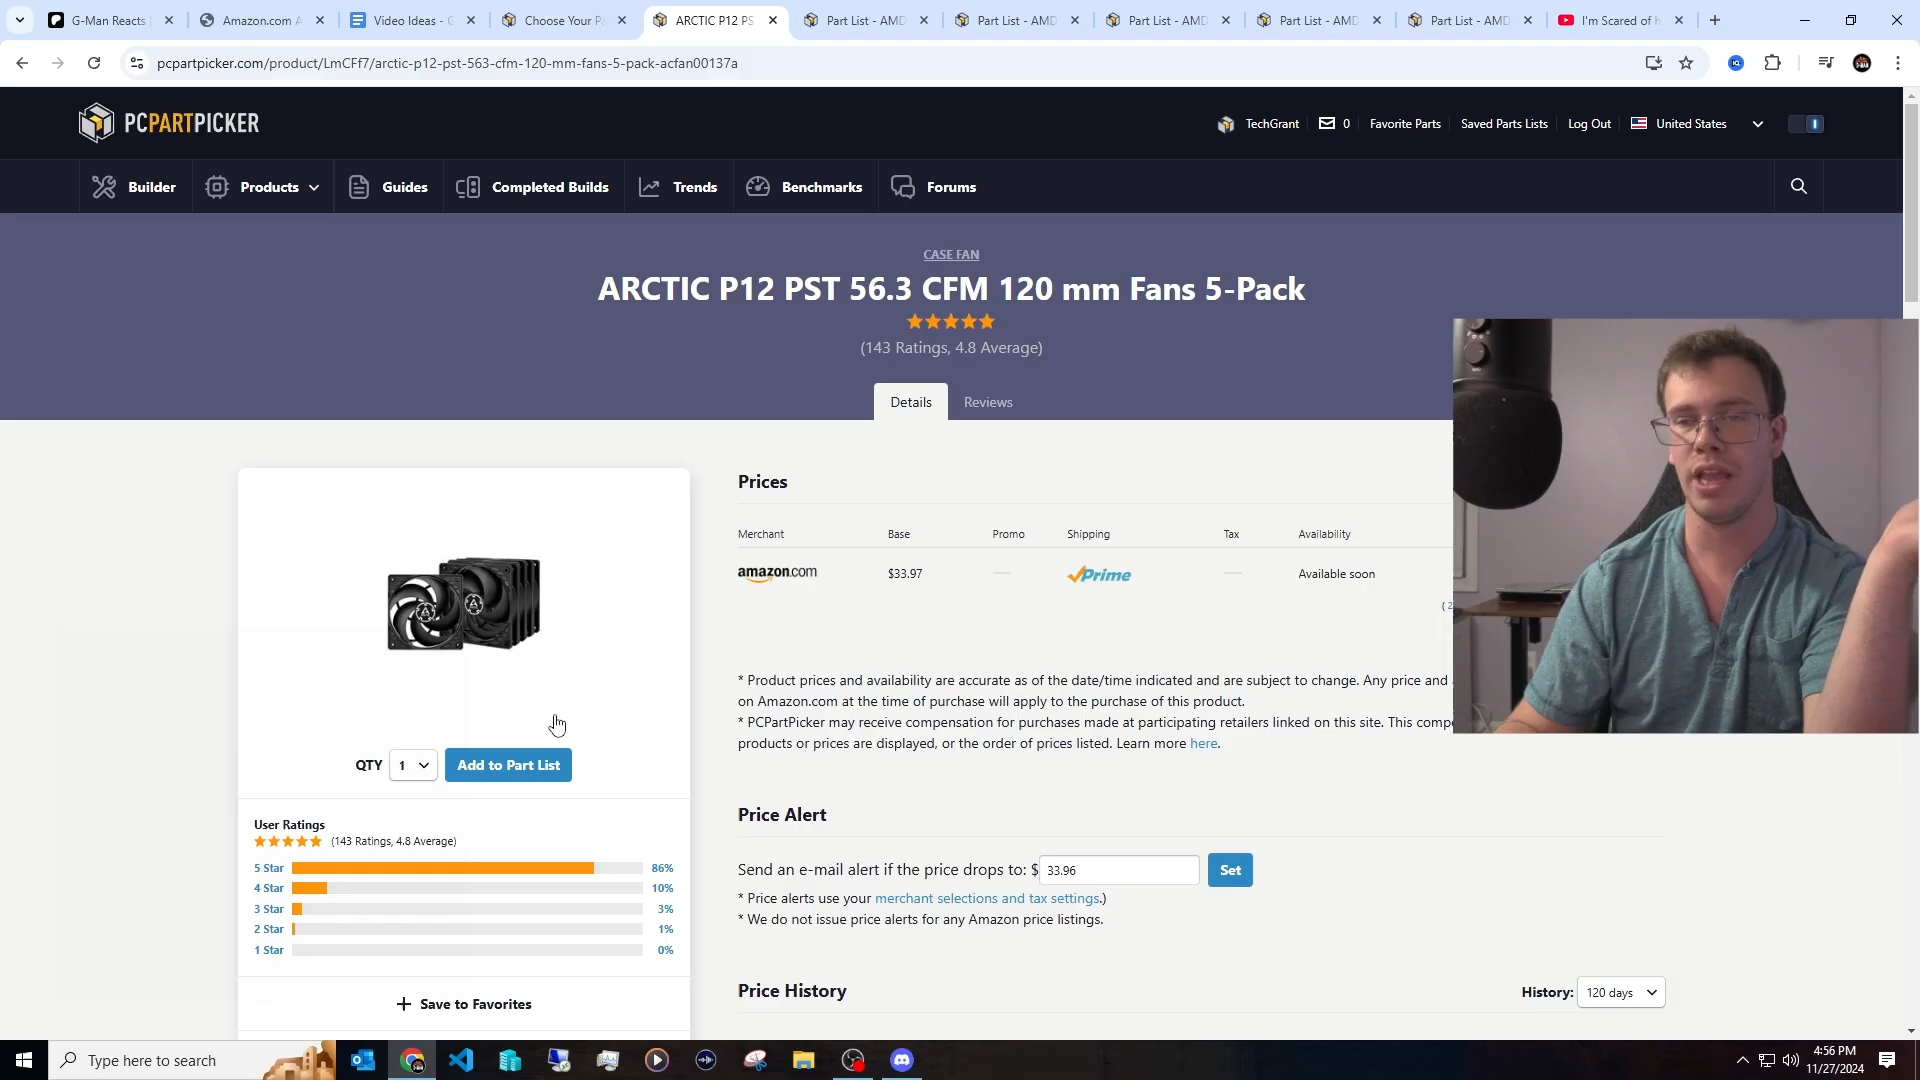 G-Man Reacts
Amazon.com A
Video Ideas - G
Choose Your P
ARCTIC P12 PS
Part List - AMD
Part List - AMD
Part List - AMD
Part List - AMD
Part List - AMD
I'm Scared of h
pcpartpicker.com/product/LmCFf7/arctic-p12-pst-563-cfm-120-mm-fans-5-pack-acfan00137a
PCPARTPICKER
TechGrant
0
Favorite Parts
Saved Parts Lists
Log Out
United States
Builder
Products
Guides
Completed Builds
Trends
Benchmarks
Forums
CASE FAN
ARCTIC P12 PST 56.3 CFM 120 mm Fans 5-Pack
(143 Ratings, 4.8 Average)
Details
Reviews
Prices
Merchant Base Promo Shipping Tax Availability
amazon.com $33.97 — Prime — Available soon
* Product prices and availability are accurate as of the date/time indicated and are subject to change. Any price and
on Amazon.com at the time of purchase will apply to the purchase of this product.
* PCPartPicker may receive compensation for purchases made at participating retailers linked on this site. This comp
products or prices are displayed, or the order of prices listed. Learn more here.
QTY 1 Add to Part List
User Ratings
(143 Ratings, 4.8 Average)
5 Star 86%
4 Star 10%
3 Star 3%
2 Star 1%
1 Star 0%
+ Save to Favorites
Price Alert
Send an e-mail alert if the price drops to: $ 33.96 Set
* Price alerts use your merchant selections and tax settings.)
* We do not issue price alerts for any Amazon price listings.
Price History
History: 120 days
Type here to search
4:56 PM
11/27/2024